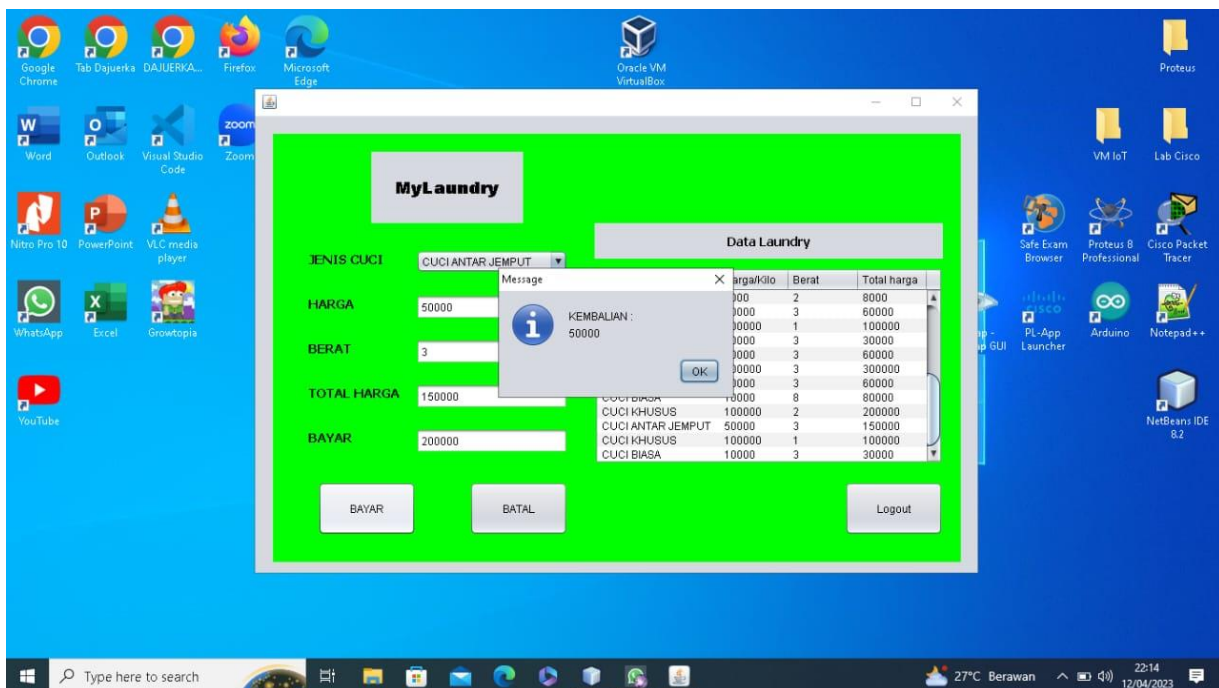 Google
Chrome
Tab Dajuerka
DAJUERKA...
Firefox
Microsoft
Edge
Oracle VM
VirtualBox
Proteus
Word
Outlook
Visual Studio
Code
zoom
Zoom
VM IoT
Lab Cisco
Nitro Pro 10
PowerPoint
VLC media
player
Safe Exam
Browser
Proteus 8
Professional
Cisco Packet
Tracer
WhatsApp
Excel
Growtopia
PL-App
Launcher
Arduino
Notepad++
YouTube
NetBeans IDE
8.2
MyLaundry
JENIS CUCI
CUCI ANTAR JEMPUT
HARGA
50000
BERAT
3
TOTAL HARGA
150000
BAYAR
200000
BAYAR
BATAL
Logout
Data Laundry
Berat Total harga
2 8000
3 60000
1 100000
3 30000
3 60000
3 300000
3 60000
CUCI BIASA 10000 8 80000
CUCI KHUSUS 100000 2 200000
CUCI ANTAR JEMPUT 50000 3 150000
CUCI KHUSUS 100000 1 100000
CUCI BIASA 10000 3 30000
Message
KEMBALIAN :
50000
OK
Type here to search
27°C Berawan
22:14
12/04/2023